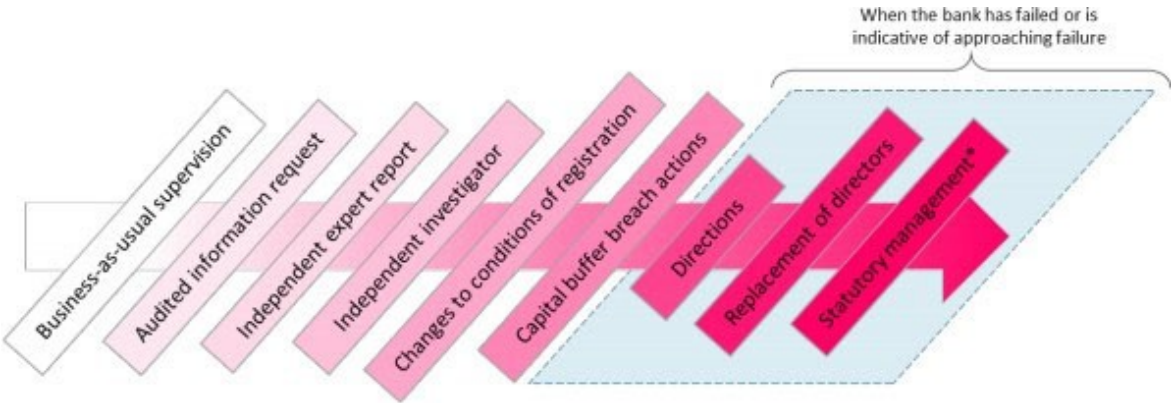 When the bank has failed or is
indicative of approaching failure
Business-as-usual supervision
Audited information request
Independent expert report
Independent investigator
Changes to conditions of registration
Capital buffer breach actions
Directions
Replacement of directors
Statutory management*